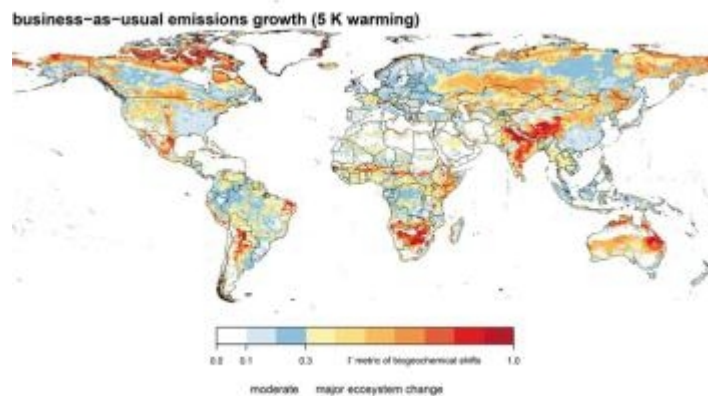 business-as-usual emissions growth (5 K warming)
0.0 0.1 0.3 Γ metric of biogeochemical shifts 1.0
moderate major ecosystem change